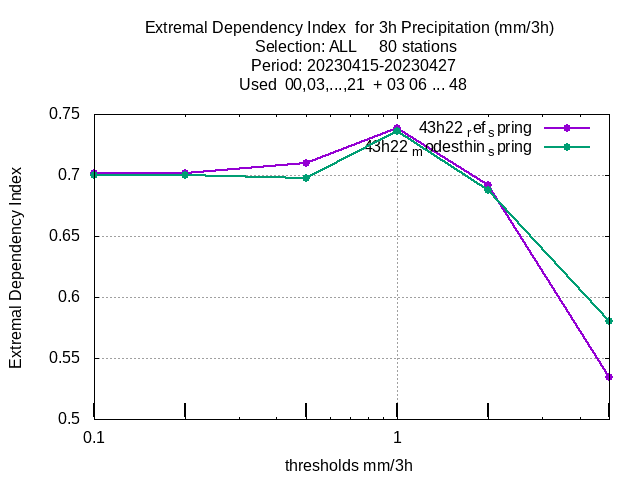 Extremal Dependency Index  for 3h Precipitation (mm/3h)
Selection: ALL     80 stations
Period: 20230415-20230427
Used  00,03,...,21  + 03 06 ... 48
0.75
43h22 ref spring
43h22 modesthin spring
0.7
0.65
0.6
0.55
0.5
Extremal Dependency Index
0.1
1
thresholds mm/3h